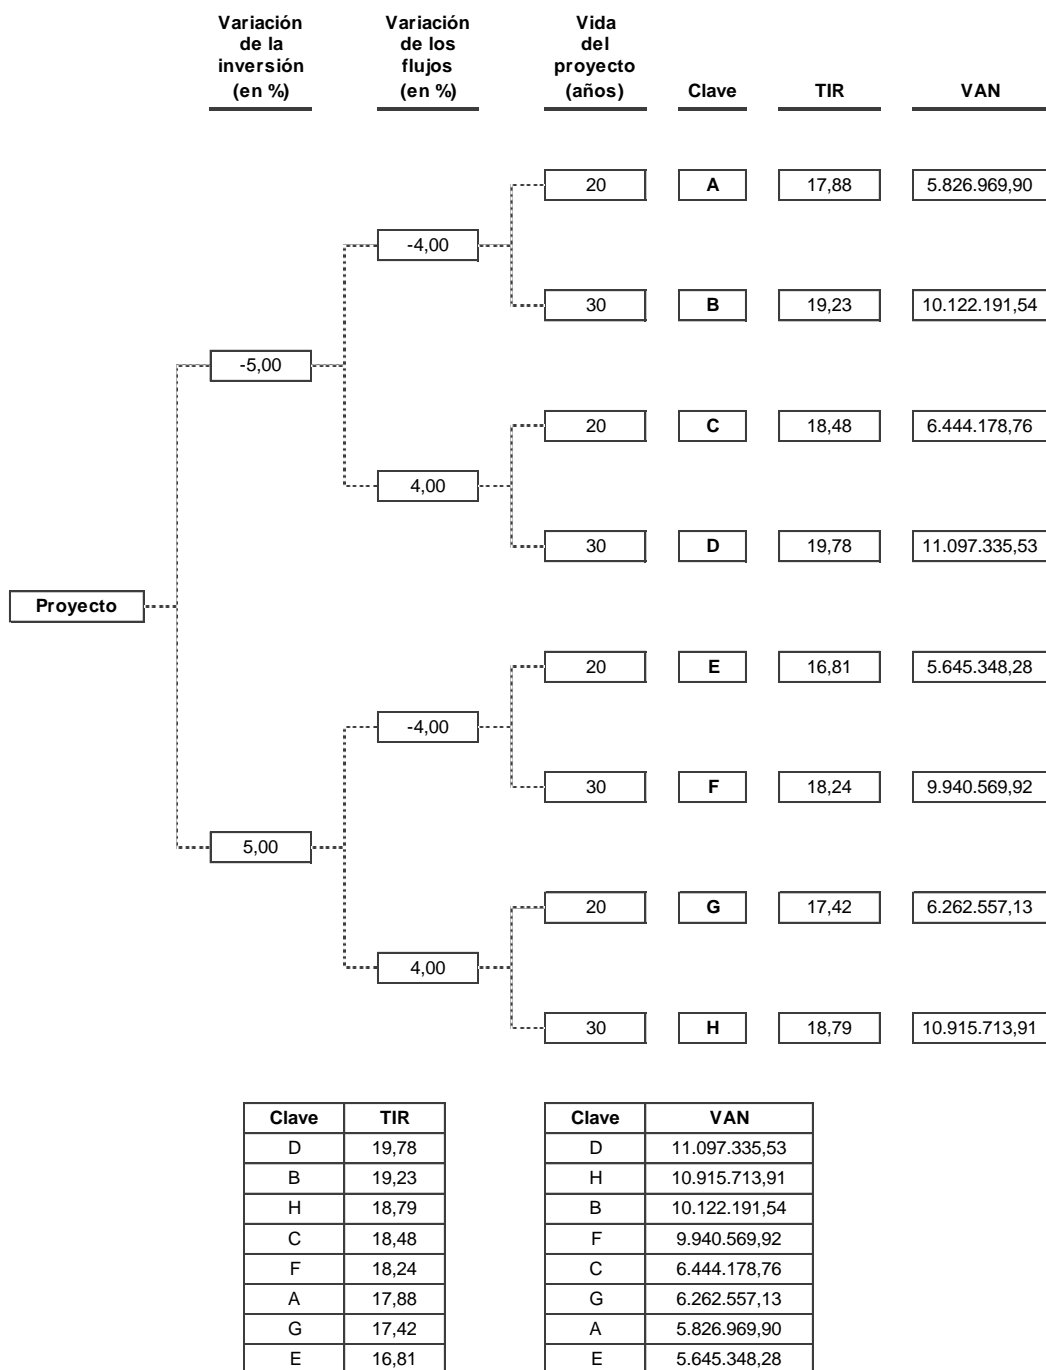 Variación de la inversión (en %)
Variación de los flujos (en %)
Vida del proyecto (años)
Clave
TIR
VAN
20 A 17,88 5.826.969,90
-4,00
30 B 19,23 10.122.191,54
-5,00
20 C 18,48 6.444.178,76
4,00
30 D 19,78 11.097.335,53
Proyecto
20 E 16,81 5.645.348,28
-4,00
30 F 18,24 9.940.569,92
5,00
20 G 17,42 6.262.557,13
4,00
30 H 18,79 10.915.713,91
Clave TIR
D 19,78
B 19,23
H 18,79
C 18,48
F 18,24
A 17,88
G 17,42
E 16,81
Clave VAN
D 11.097.335,53
H 10.915.713,91
B 10.122.191,54
F 9.940.569,92
C 6.444.178,76
G 6.262.557,13
A 5.826.969,90
E 5.645.348,28